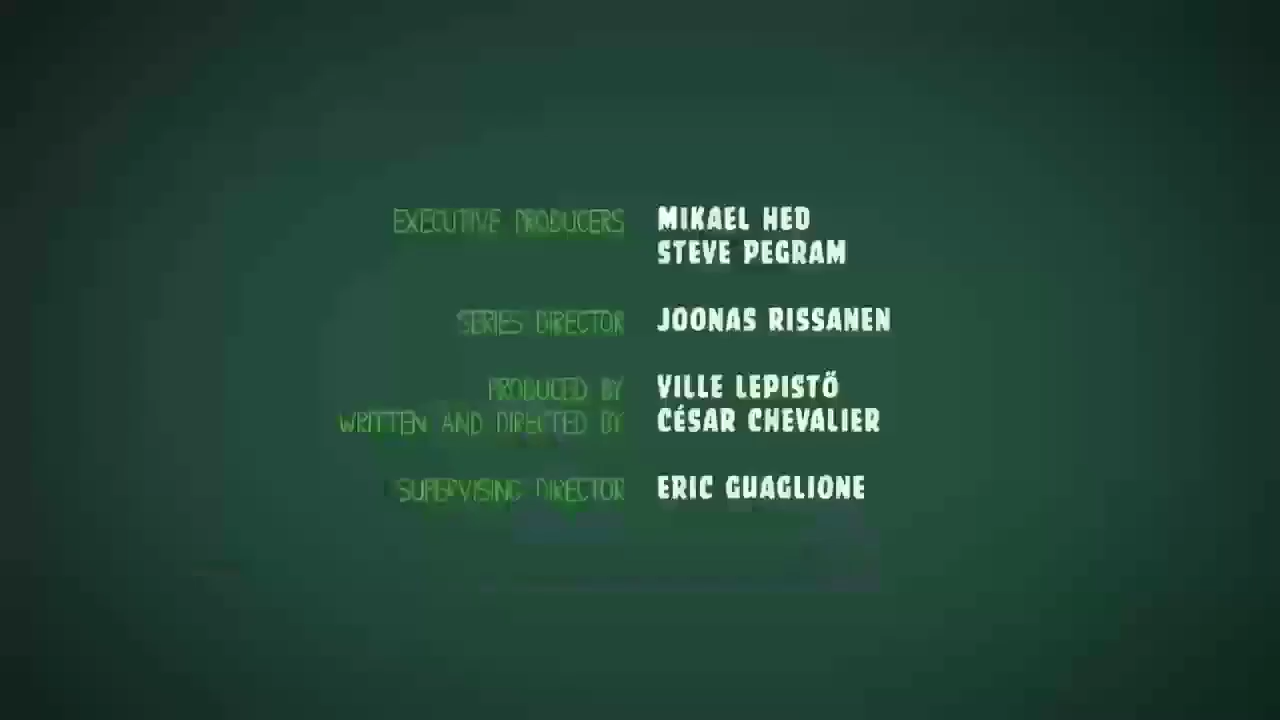 EXECUTIVE PRODUCERS MIKAEL HED
STEVE PEGRAM
SERIES DIRECTOR JOONAS RISSANEN
PRODUCED BY VILLE LEPISTÖ
WRITTEN AND DIRECTED BY CÉSAR CHEVALIER
SUPERVISING DIRECTOR ERIC GUAGLIONE